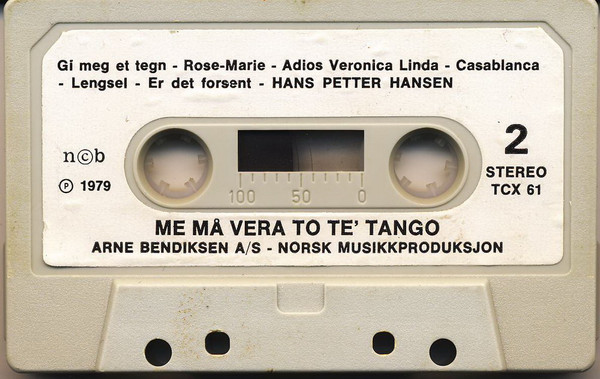 Gi meg et tegn - Rose-Marie - Adios Veronica Linda - Casablanca
- Lengsel - Er det forsent - HANS PETTER HANSEN
n©b
℗ 1979
2
STEREO
TCX 61
100 50 0
ME MÅ VERA TO TE' TANGO
ARNE BENDIKSEN A/S - NORSK MUSIKKPRODUKSJON